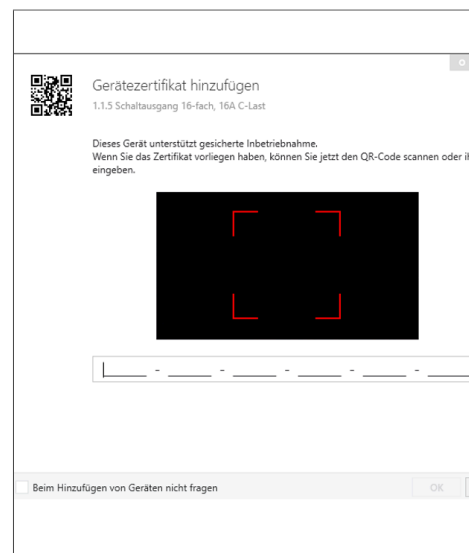 Gerätezertifikat hinzufügen
1.1.5 Schaltausgang 16-fach, 16A C-Last
Dieses Gerät unterstützt gesicherte Inbetriebnahme.
Wenn Sie das Zertifikat vorliegen haben, können Sie jetzt den QR-Code scannen oder
eingeben.
Beim Hinzufügen von Geräten nicht fragen
OK